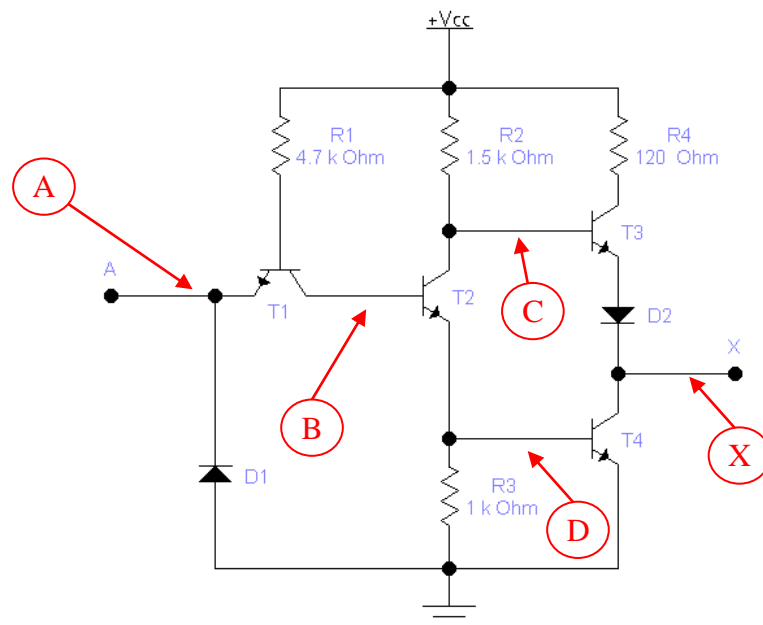 +Vcc
R1
4.7 k Ohm
R2
1.5 k Ohm
R4
120 Ohm
A
T3
A
T1
T2
C
D2
X
B
T4
X
D1
R3
1 k Ohm
D